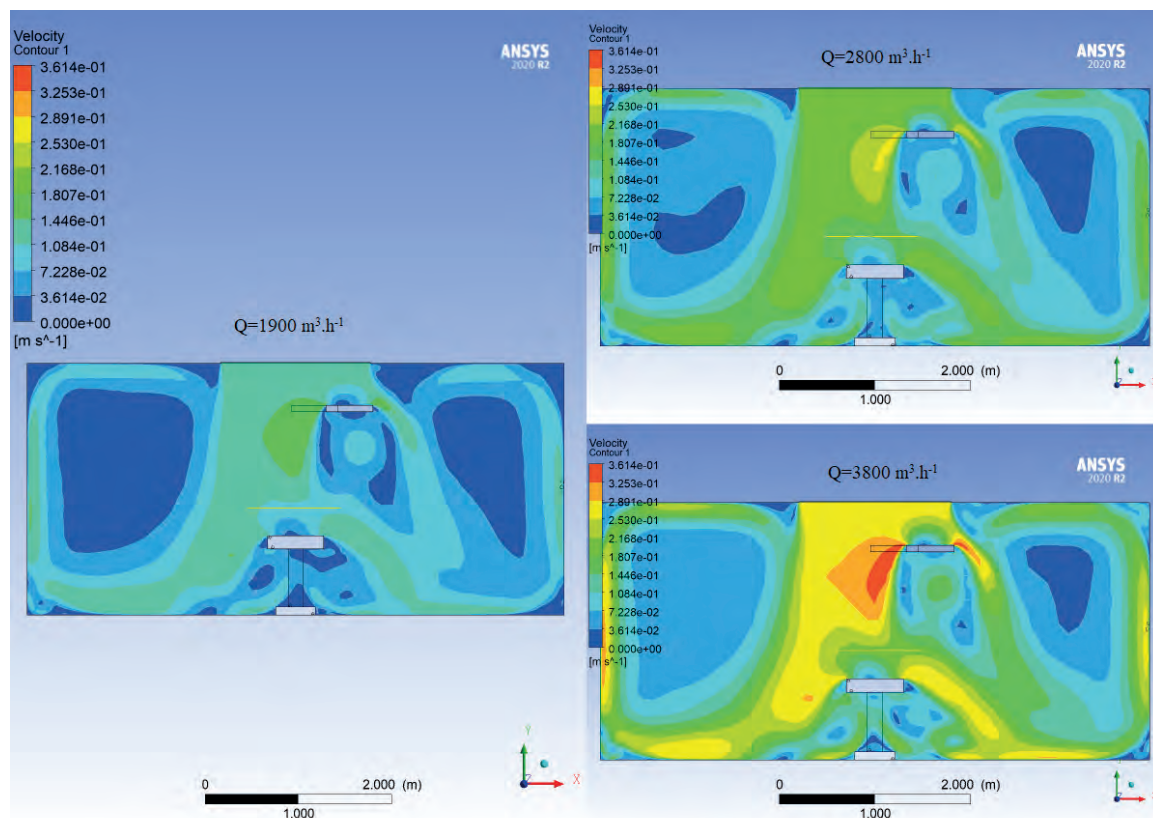 Velocity
Contour 1
3.614e-01
3.253e-01
2.891e-01
2.530e-01
2.168e-01
1.807e-01
1.446e-01
1.084e-01
7.228e-02
3.614e-02
0.000e+00
[m s^-1]
ANSYS
2020 R2
Q=1900 m³.h⁻¹
Y
X
0
2.000
(m)
1.000
Velocity
Contour 1
3.614e-01
3.253e-01
2.891e-01
2.530e-01
2.168e-01
1.807e-01
1.446e-01
1.084e-01
7.228e-02
3.614e-02
0.000e+00
[m s^-1]
Q=2800 m³.h⁻¹
ANSYS
2020 R2
0
2.000
(m)
1.000
Velocity
Contour 1
3.614e-01
3.253e-01
2.891e-01
2.530e-01
2.168e-01
1.807e-01
1.446e-01
1.084e-01
7.228e-02
3.614e-02
0.000e+00
[m s^-1]
Q=3800 m³.h⁻¹
ANSYS
2020 R2
0
2.000
(m)
1.000